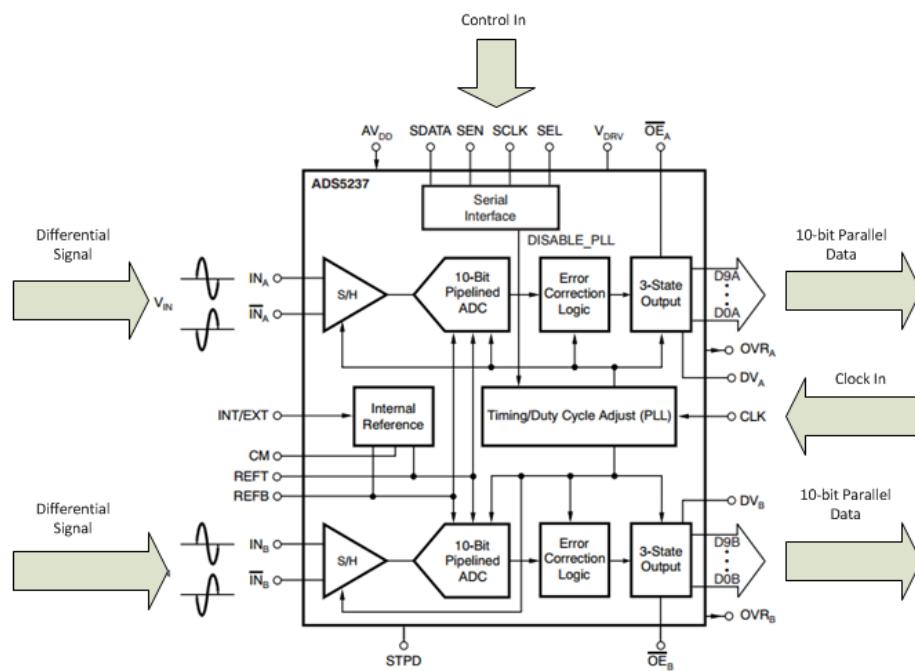 Control In
AVDD SDATA SEN SCLK SEL VDRV OEA
ADS5237
Serial
Interface
DISABLE_PLL
Differential
Signal
VIN
INA
INA
S/H
10-Bit
Pipelined
ADC
Error
Correction
Logic
3-State
Output
D9A
D0A
10-bit Parallel
Data
OVRA
DVA
Clock In
INT/EXT
Internal
Reference
Timing/Duty Cycle Adjust (PLL)
CLK
CM
REFT
REFB
Differential
Signal
INB
INB
S/H
10-Bit
Pipelined
ADC
Error
Correction
Logic
3-State
Output
DVB
D9B
D0B
10-bit Parallel
Data
OVRB
STPD
OEB